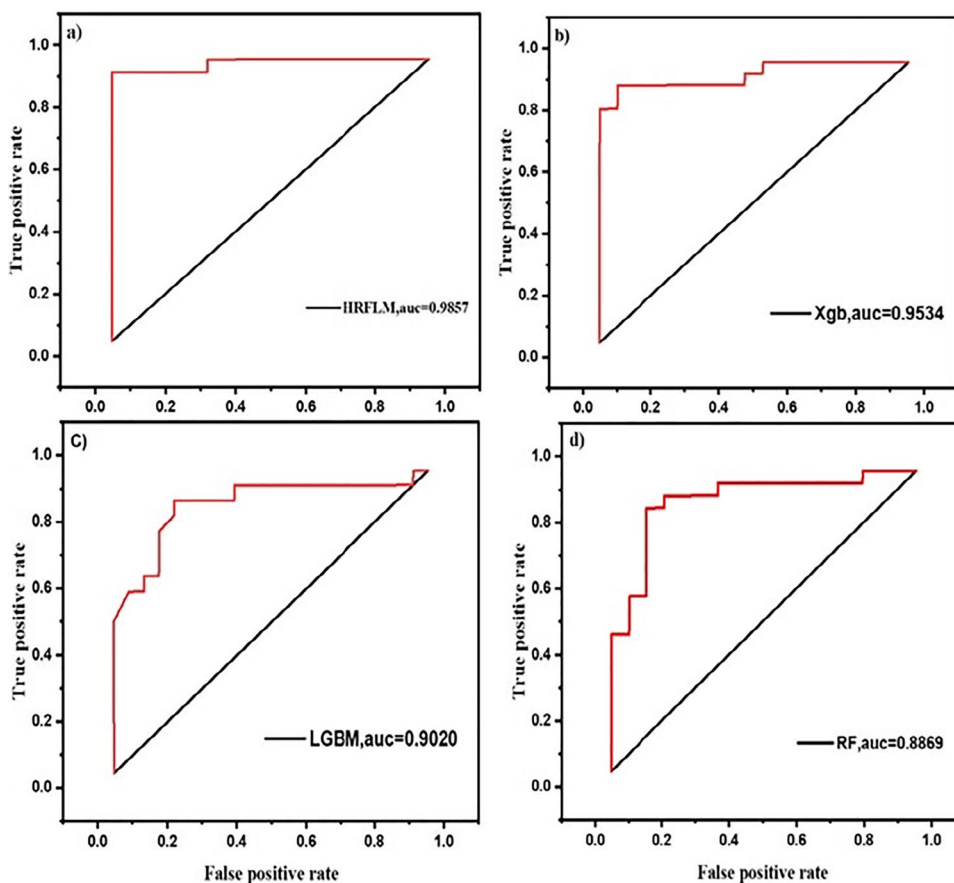 a)
1.0
0.8
0.6
0.4
0.2
0.0
True positive rate
HRFLM,auc=0.9857
0.0 0.2 0.4 0.6 0.8 1.0
b)
1.0
0.8
0.6
0.4
0.2
0.0
True positive rate
Xgb,auc=0.9534
0.0 0.2 0.4 0.6 0.8 1.0
C)
1.0
0.8
0.6
0.4
0.2
0.0
True positive rate
LGBM,auc=0.9020
0.0 0.2 0.4 0.6 0.8 1.0
False positive rate
d)
1.0
0.8
0.6
0.4
0.2
0.0
True positive rate
RF,auc=0.8869
0.0 0.2 0.4 0.6 0.8 1.0
False positive rate